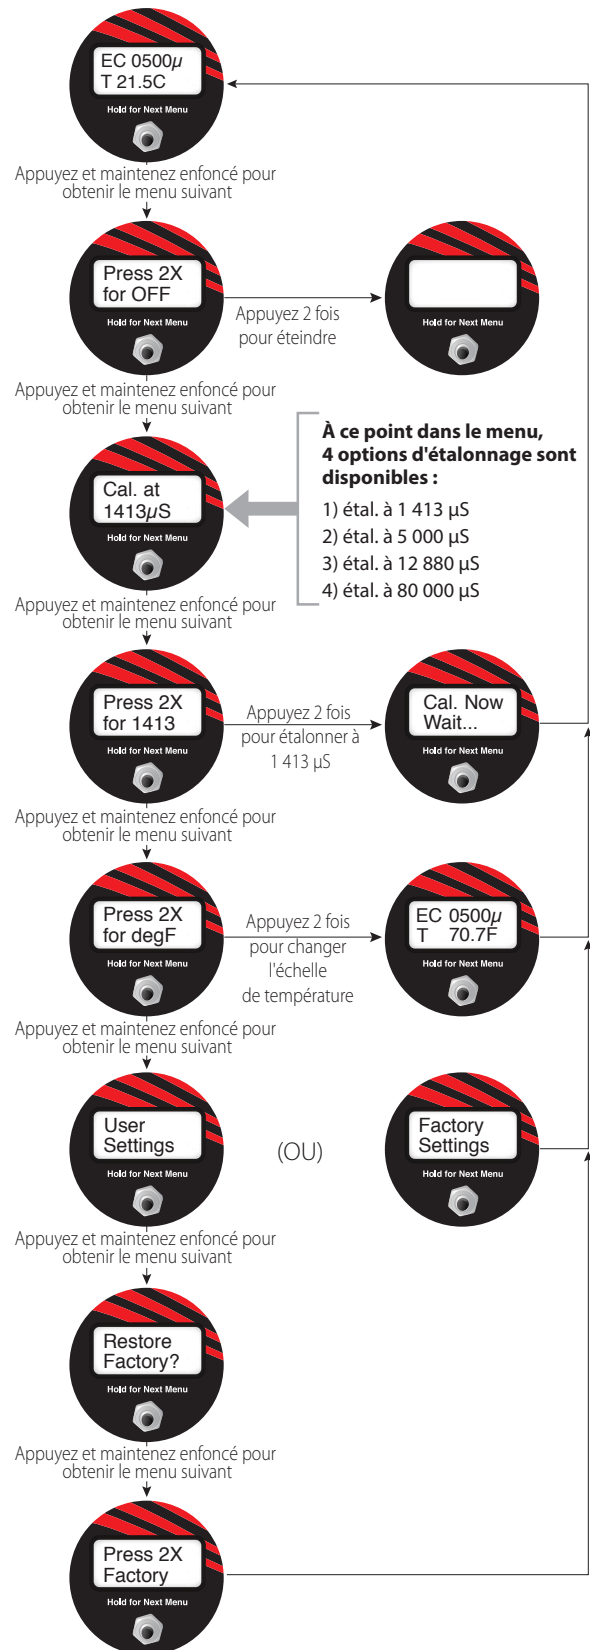 EC 0500µ
T 21.5C
Hold for Next Menu
Appuyez et maintenez enfoncé pour
obtenir le menu suivant
Press 2X
for OFF
Hold for Next Menu
Appuyez 2 fois
pour éteindre
Hold for Next Menu
Appuyez et maintenez enfoncé pour
obtenir le menu suivant
Cal. at
1413µS
Hold for Next Menu
À ce point dans le menu,
4 options d'étalonnage sont
disponibles :
1) étal. à 1 413 µS
2) étal. à 5 000 µS
3) étal. à 12 880 µS
4) étal. à 80 000 µS
Appuyez et maintenez enfoncé pour
obtenir le menu suivant
Press 2X
for 1413
Hold for Next Menu
Appuyez 2 fois
pour étalonner à
1 413 µS
Cal. Now
Wait...
Hold for Next Menu
Appuyez et maintenez enfoncé pour
obtenir le menu suivant
Press 2X
for degF
Hold for Next Menu
Appuyez 2 fois
pour changer
l'échelle
de température
EC 0500µ
T 70.7F
Hold for Next Menu
Appuyez et maintenez enfoncé pour
obtenir le menu suivant
User
Settings
Hold for Next Menu
(OU)
Factory
Settings
Hold for Next Menu
Appuyez et maintenez enfoncé pour
obtenir le menu suivant
Restore
Factory?
Hold for Next Menu
Appuyez et maintenez enfoncé pour
obtenir le menu suivant
Press 2X
Factory
Hold for Next Menu